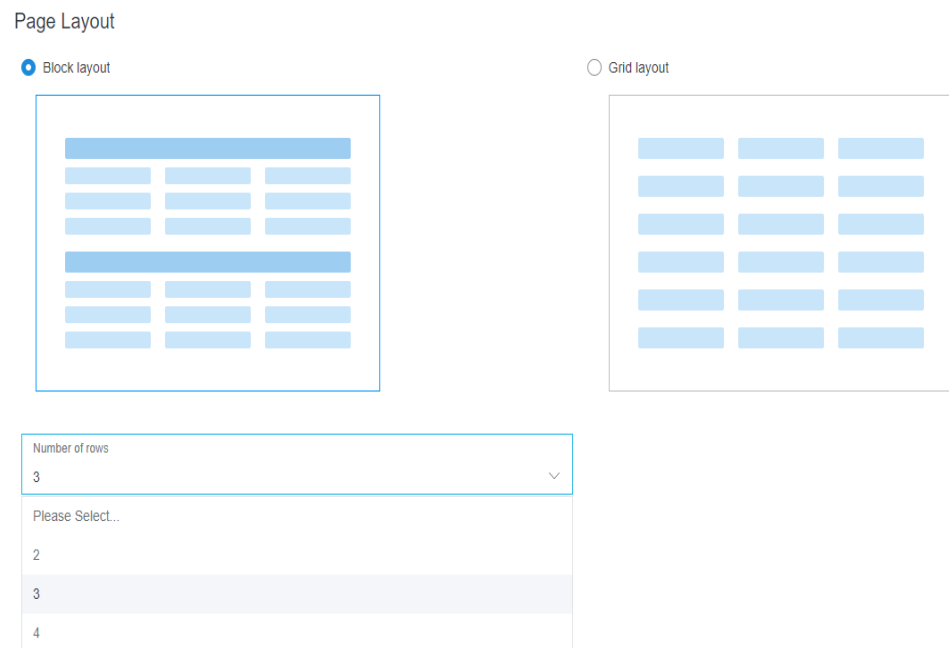 Page Layout
Block layout
Grid layout
Number of rows
3
Please Select...
2
3
4